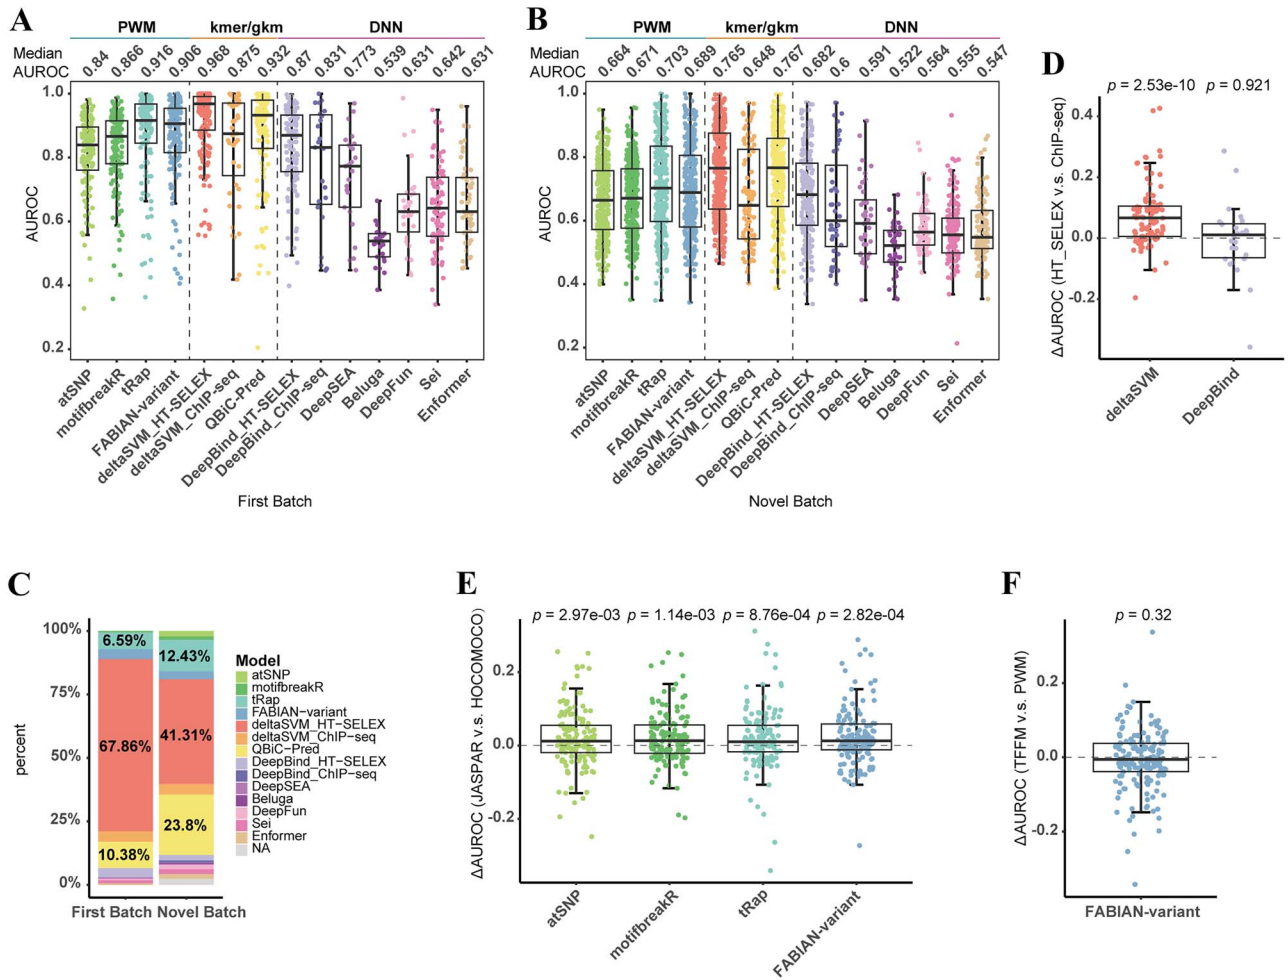 A
PWM kmer/gkm DNN
Median
AUROC
0.84 0.866 0.916 0.906 0.968 0.875 0.932 0.87 0.831 0.773 0.539 0.631 0.642 0.631
1.0
0.8
0.6
0.4
0.2
AUROC
atSNP
motifbreakR
tRap
FABIAN-variant
deltaSVM_HT-SELEX
deltaSVM_ChIP-seq
QBiC-Pred
DeepBind_HT-SELEX
DeepBind_ChIP-seq
DeepSEA
Beluga
DeepFun
Sei
Enformer
First Batch
B
PWM kmer/gkm DNN
Median
AUROC
0.664 0.671 0.703 0.689 0.765 0.648 0.767 0.682 0.6 0.591 0.522 0.564 0.555 0.547
1.0
0.8
0.6
0.4
0.2
AUROC
atSNP
motifbreakR
tRap
FABIAN-variant
deltaSVM_HT-SELEX
deltaSVM_ChIP-seq
QBiC-Pred
DeepBind_HT-SELEX
DeepBind_ChIP-seq
DeepSEA
Beluga
DeepFun
Sei
Enformer
Novel Batch
D
p = 2.53e-10 p = 0.921
0.4
0.2
0.0
-0.2
ΔAUROC (HT_SELEX v.s. ChIP-seq)
deltaSVM
DeepBind
C
100%
75%
50%
25%
0%
percent
6.59%
67.86%
10.38%
12.43%
41.31%
23.8%
First Batch Novel Batch
Model
atSNP
motifbreakR
tRap
FABIAN-variant
deltaSVM_HT-SELEX
deltaSVM_ChIP-seq
QBiC-Pred
DeepBind_HT-SELEX
DeepBind_ChIP-seq
DeepSEA
Beluga
DeepFun
Sei
Enformer
NA
E
p = 2.97e-03 p = 1.14e-03 p = 8.76e-04 p = 2.82e-04
0.2
0.0
-0.2
ΔAUROC (JASPAR v.s. HOCOMOCO)
atSNP
motifbreakR
tRap
FABIAN-variant
F
p = 0.32
0.2
0.0
-0.2
ΔAUROC (TFFM v.s. PWM)
FABIAN-variant